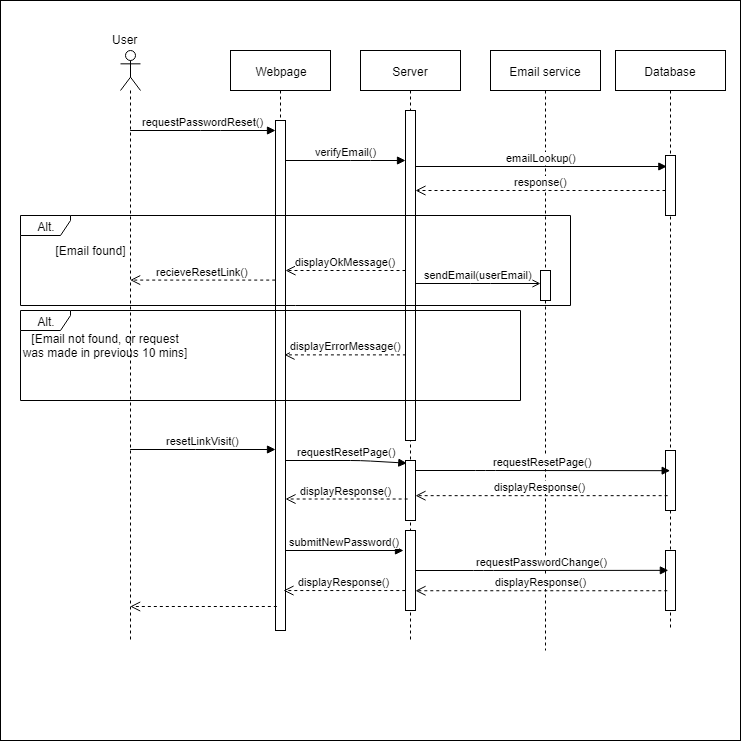 User
Webpage
Server
Email service
Database
requestPasswordReset()
verifyEmail()
emailLookup()
response()
Alt.
[Email found]
displayOkMessage()
recieveResetLink()
sendEmail(userEmail)
Alt.
[Email not found, or request
was made in previous 10 mins]
displayErrorMessage()
resetLinkVisit()
requestResetPage()
requestResetPage()
displayResponse()
displayResponse()
submitNewPassword()
requestPasswordChange()
displayResponse()
displayResponse()